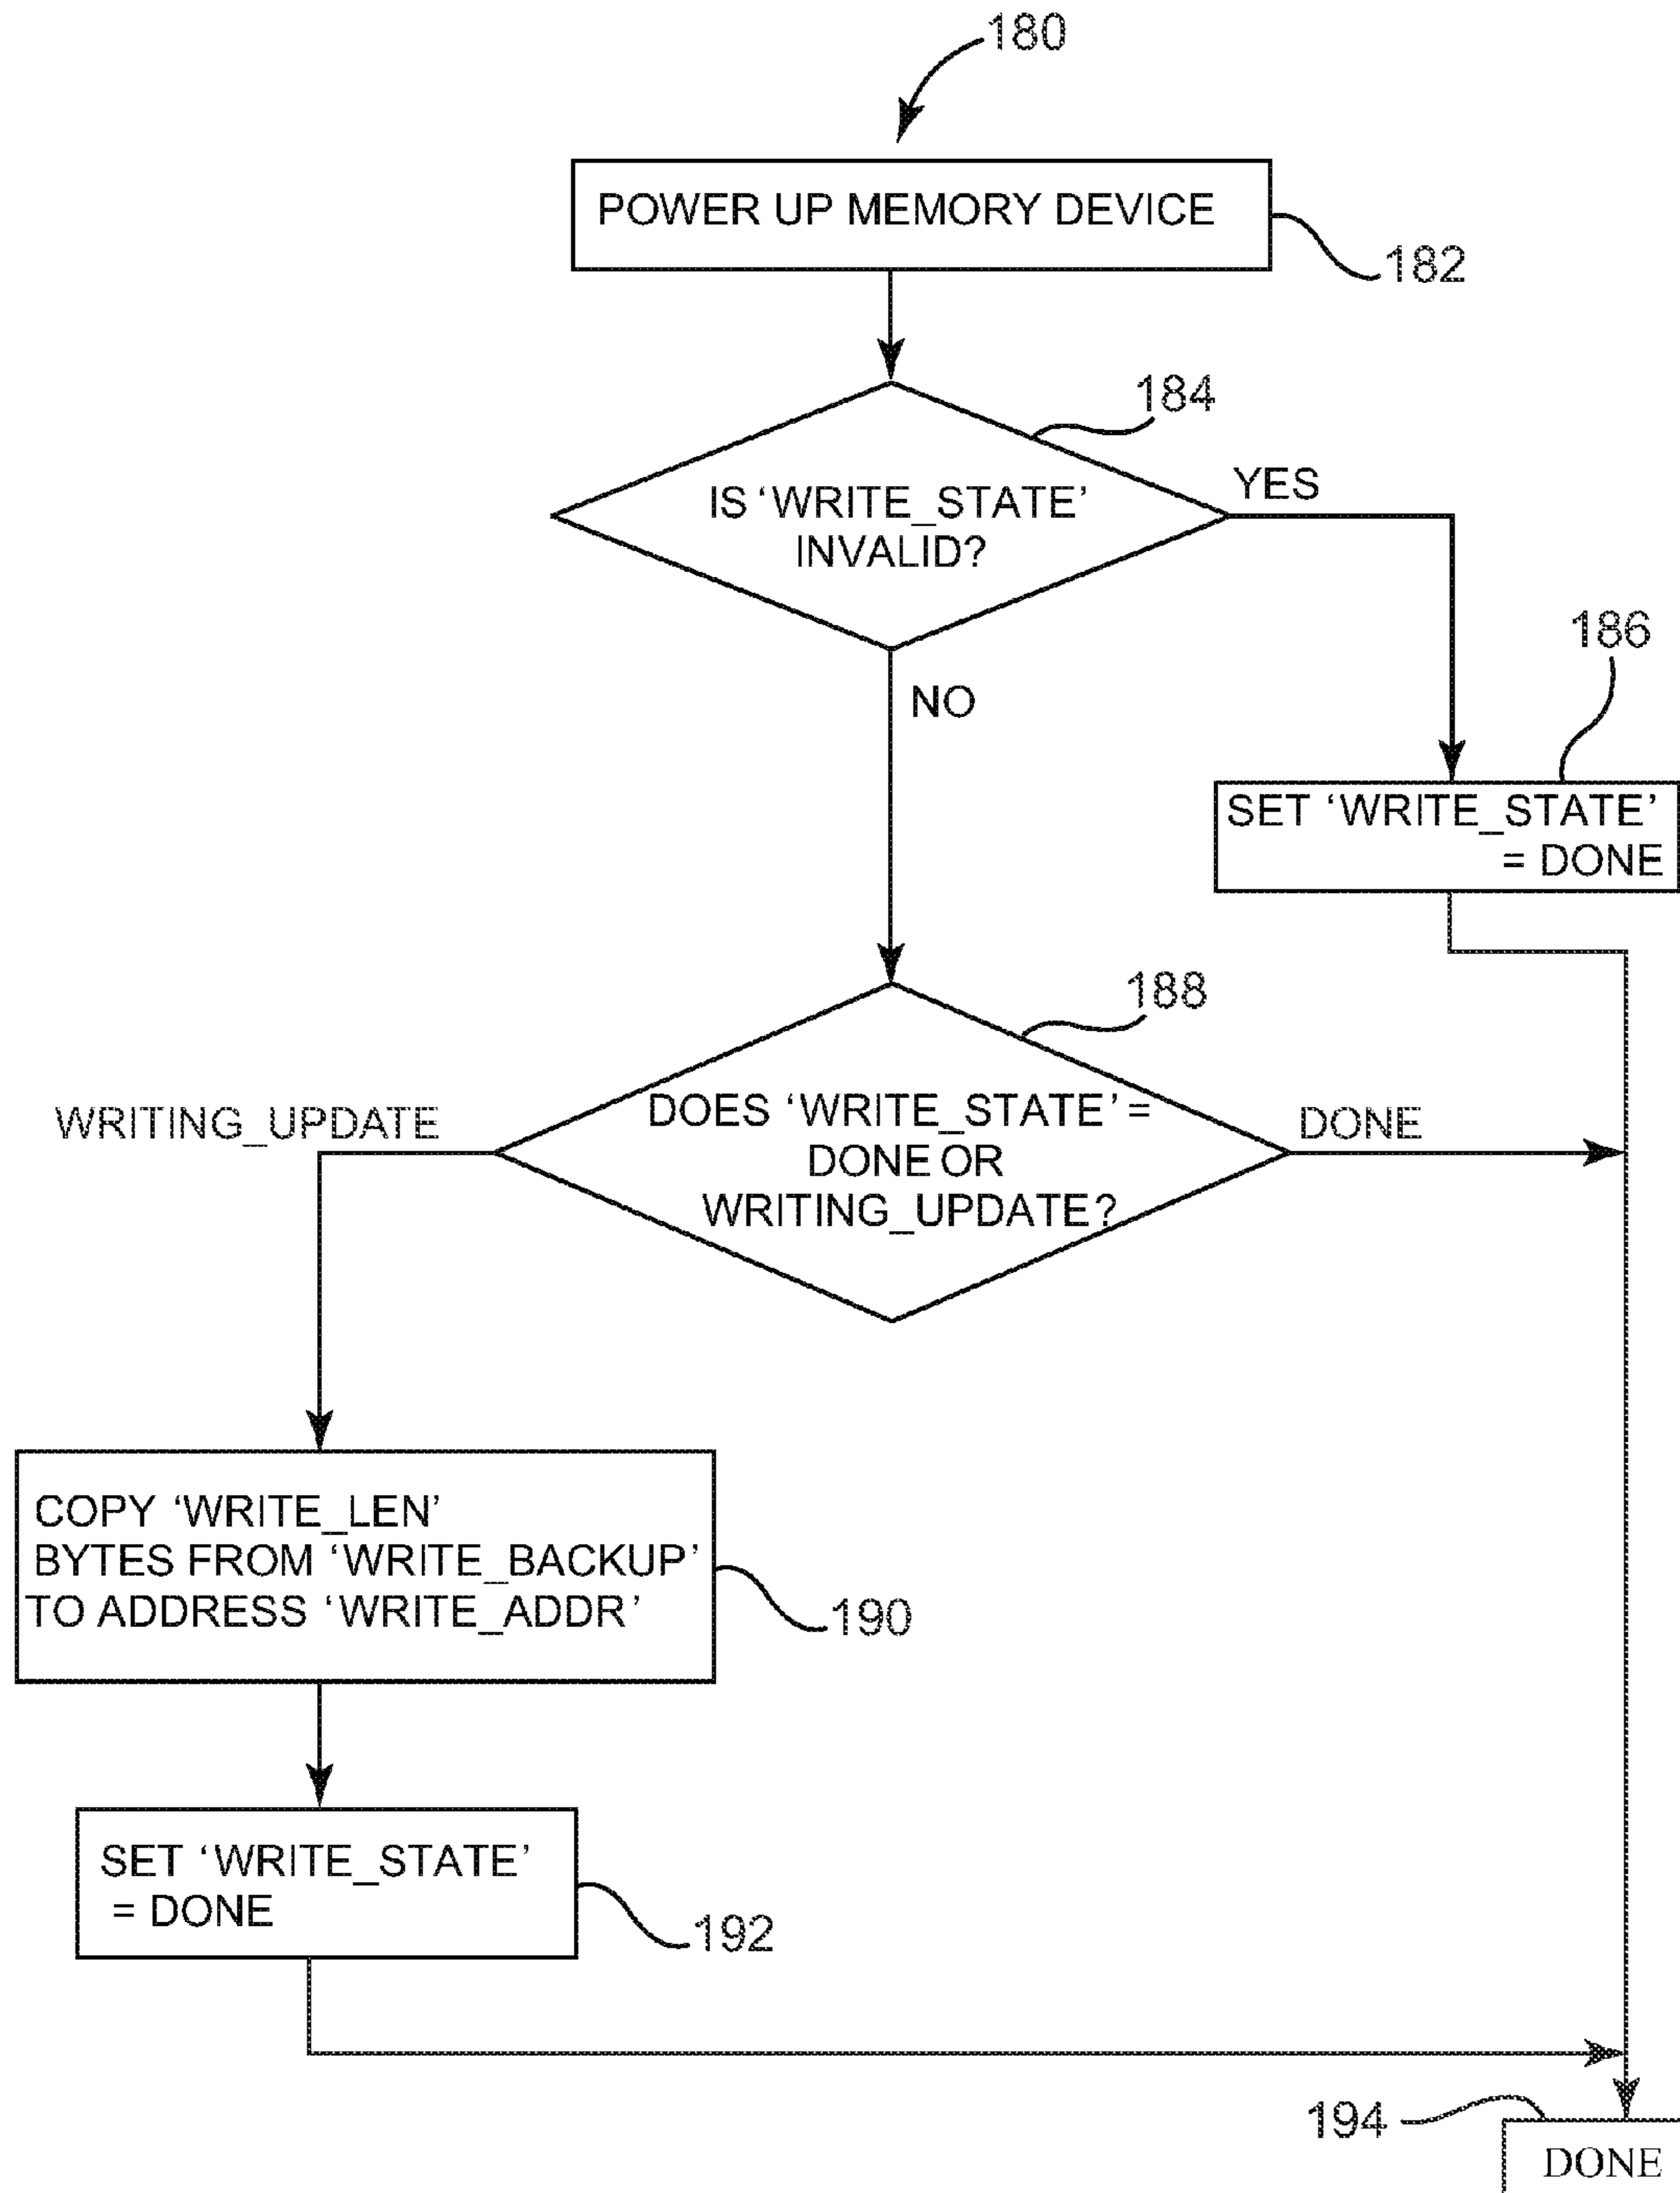 180
POWER UP MEMORY DEVICE
182
184
IS ‘WRITE_STATE’
INVALID?
YES
NO
186
SET ‘WRITE_STATE’
= DONE
188
DOES ‘WRITE_STATE’ =
DONE OR
WRITING_UPDATE?
WRITING_UPDATE
DONE
COPY ‘WRITE_LEN’
BYTES FROM ‘WRITE_BACKUP’
TO ADDRESS ‘WRITE_ADDR’
190
SET ‘WRITE_STATE’
= DONE
192
194
DONE